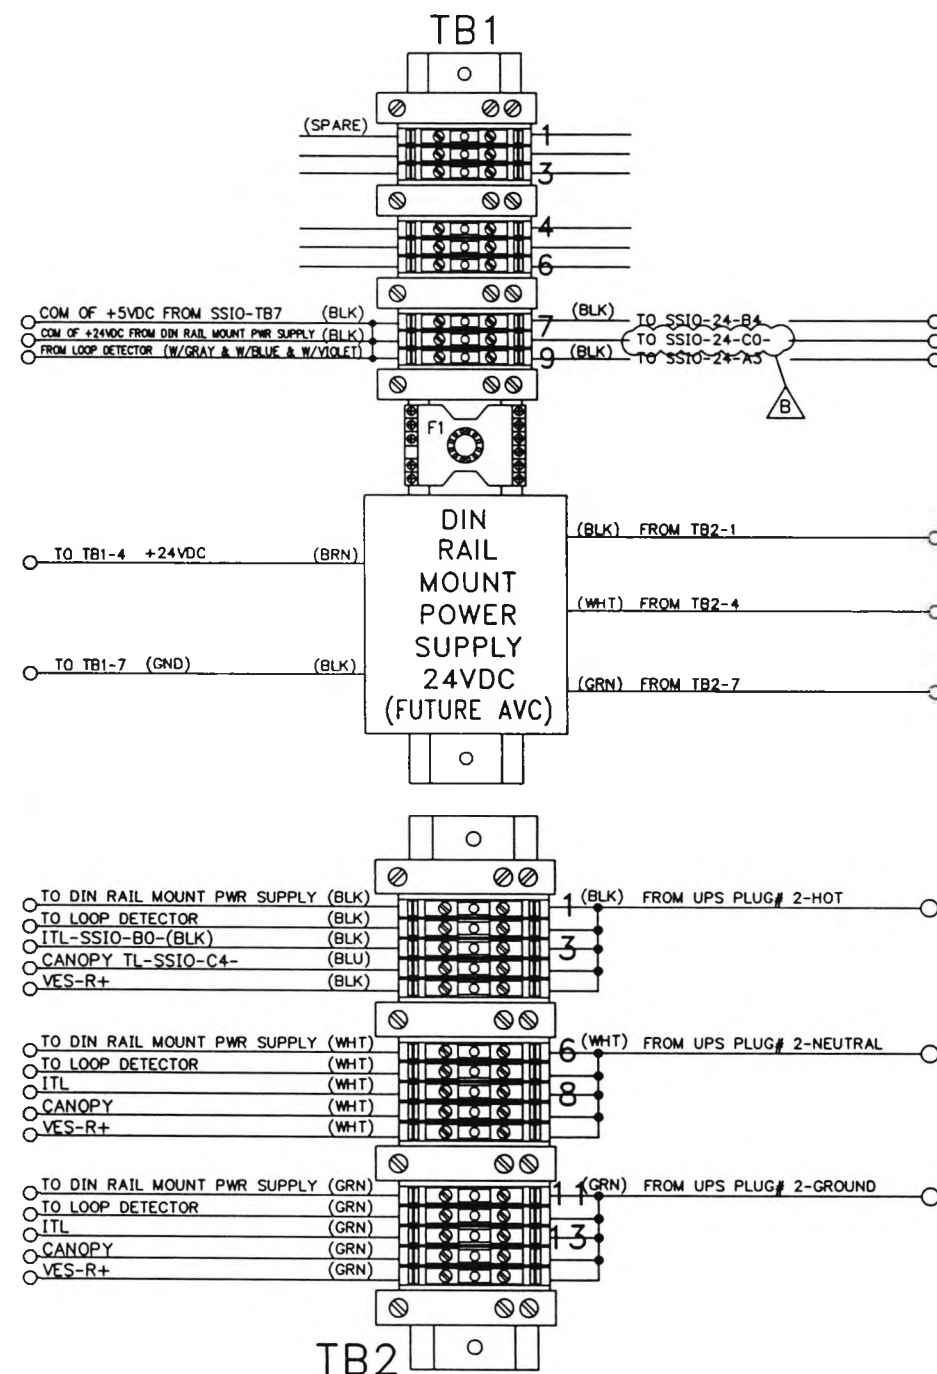 TB1
(SPARE)
1
3
4
6
COM OF +5VDC FROM SSIO-TB7 (BLK)
7 (BLK) TO SSIO-24-B4
COM OF +24VDC FROM DIN RAIL MOUNT PWR SUPPLY (BLK)
TO SSIO-24-C0-
FROM LOOP DETECTOR (W/GRAY & W/BLUE & W/VIOLET)
9 (BLK) TO SSIO-24-A5
B
F1
DIN
RAIL
MOUNT
POWER
SUPPLY
24VDC
(FUTURE AVC)
TO TB1-4 +24VDC (BRN)
TO TB1-7 (GND) (BLK)
(BLK) FROM TB2-1
(WHT) FROM TB2-4
(GRN) FROM TB2-7
TO DIN RAIL MOUNT PWR SUPPLY (BLK)
1 (BLK) FROM UPS PLUG# 2-HOT
TO LOOP DETECTOR (BLK)
ITL-SSIO-B0-(BLK) (BLK)
3
CANOPY TL-SSIO-C4- (BLU)
VES-R+ (BLK)
TO DIN RAIL MOUNT PWR SUPPLY (WHT)
6 (WHT) FROM UPS PLUG# 2-NEUTRAL
TO LOOP DETECTOR (WHT)
ITL (WHT)
8
CANOPY (WHT)
VES-R+ (WHT)
TO DIN RAIL MOUNT PWR SUPPLY (GRN)
11 (GRN) FROM UPS PLUG# 2-GROUND
TO LOOP DETECTOR (GRN)
ITL (GRN)
13
CANOPY (GRN)
VES-R+ (GRN)
TB2